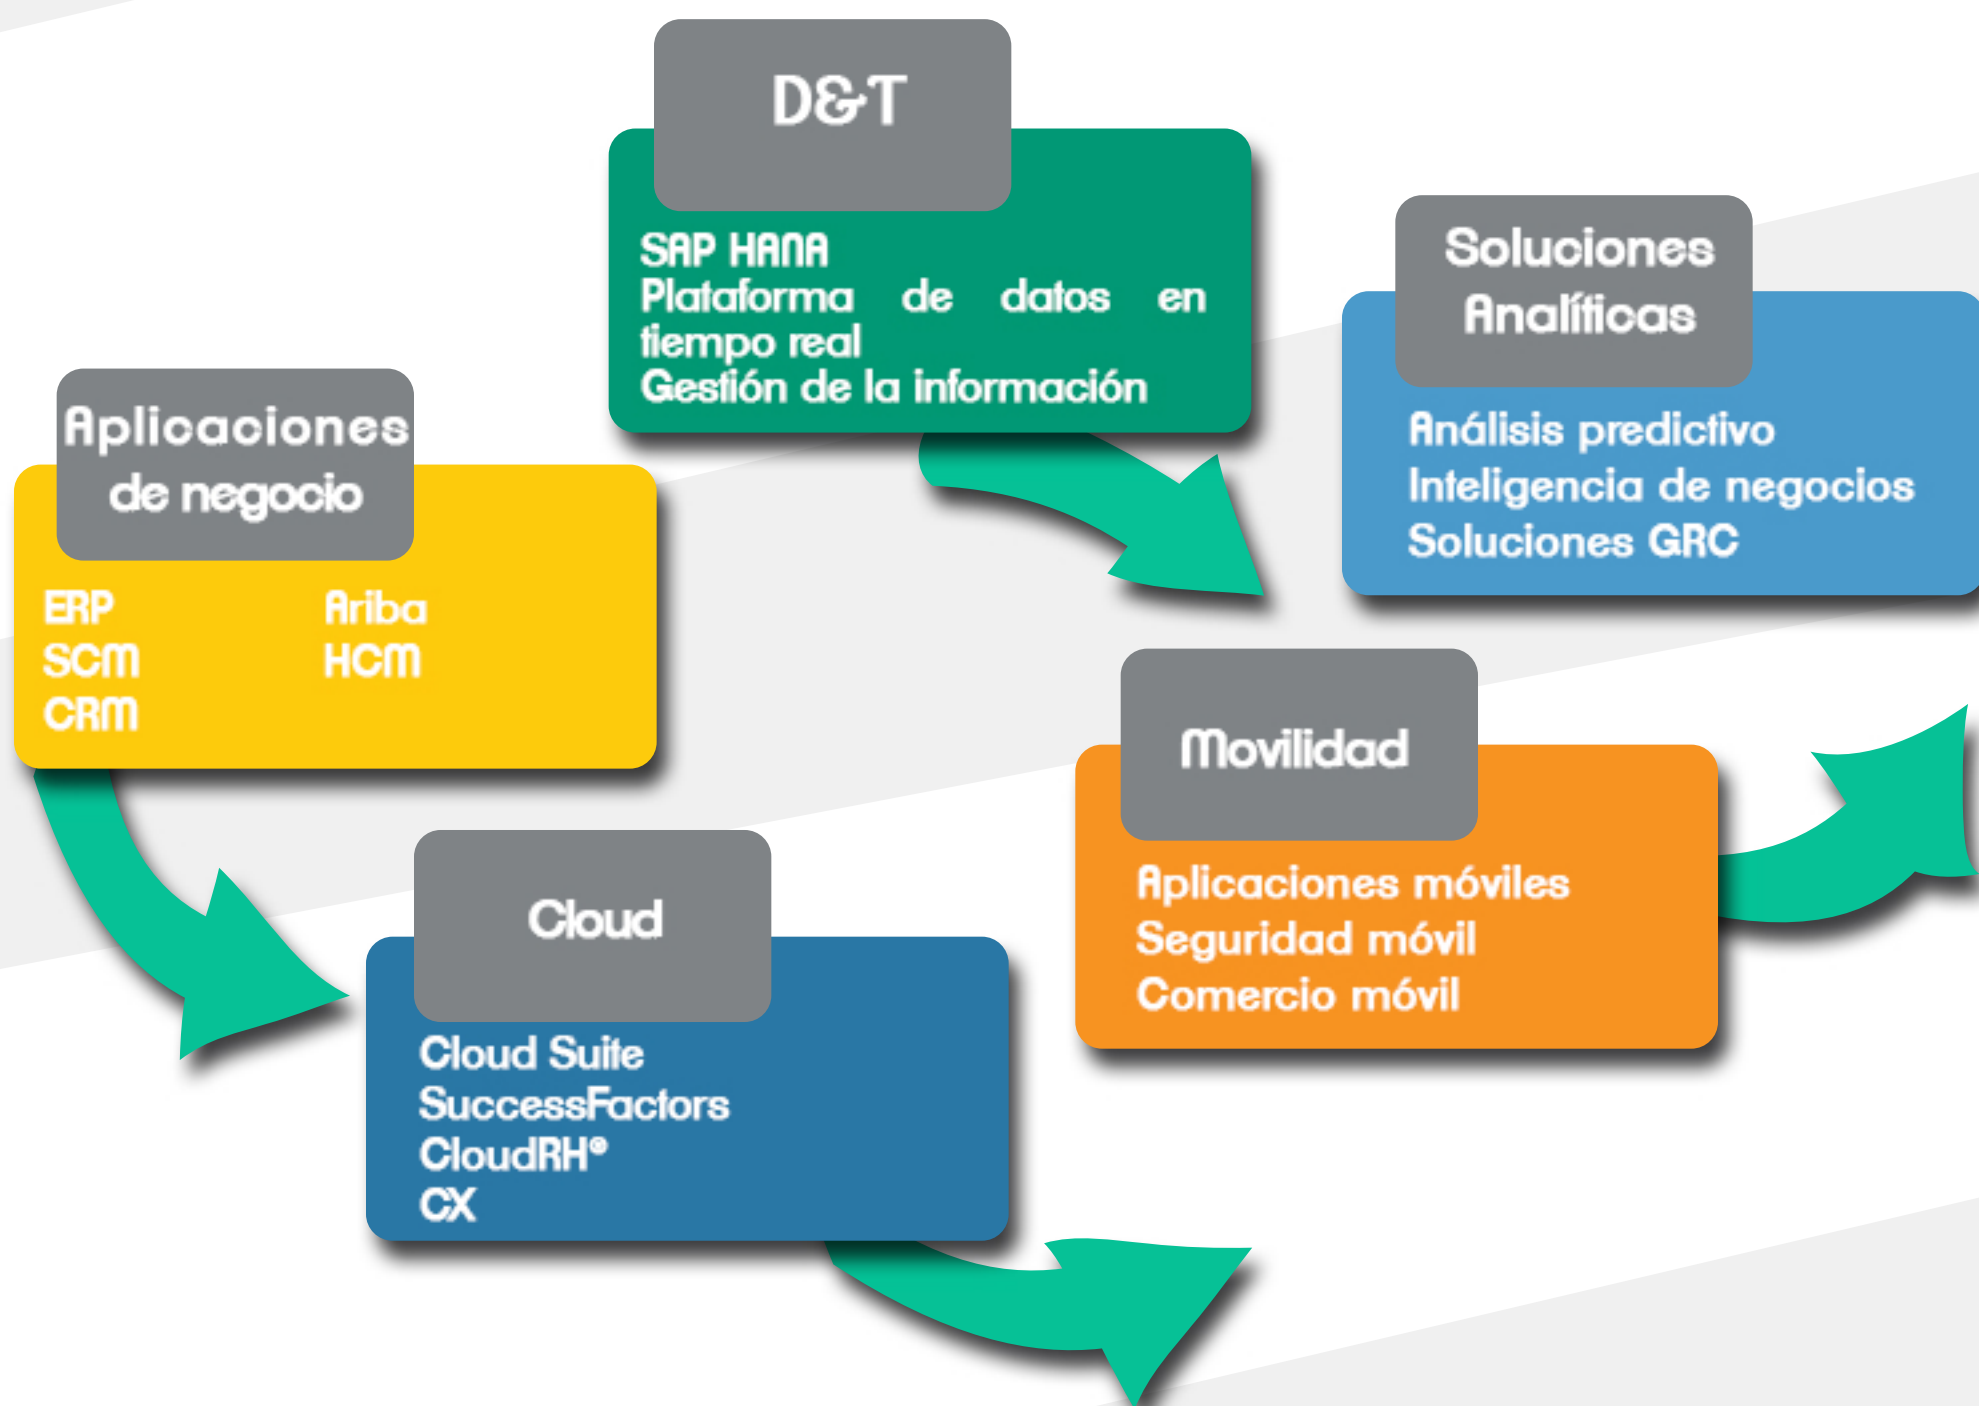 D&T
SAP HANA
Plataforma de datos en
tiempo real
Gestión de la información
Soluciones
Analíticas
Análisis predictivo
Inteligencia de negocios
Soluciones GRC
Aplicaciones
de negocio
ERP
SCM
CRM
Ariba
HCM
Movilidad
Aplicaciones móviles
Seguridad móvil
Comercio móvil
Cloud
Cloud Suite
SuccessFactors
CloudRH®
CX